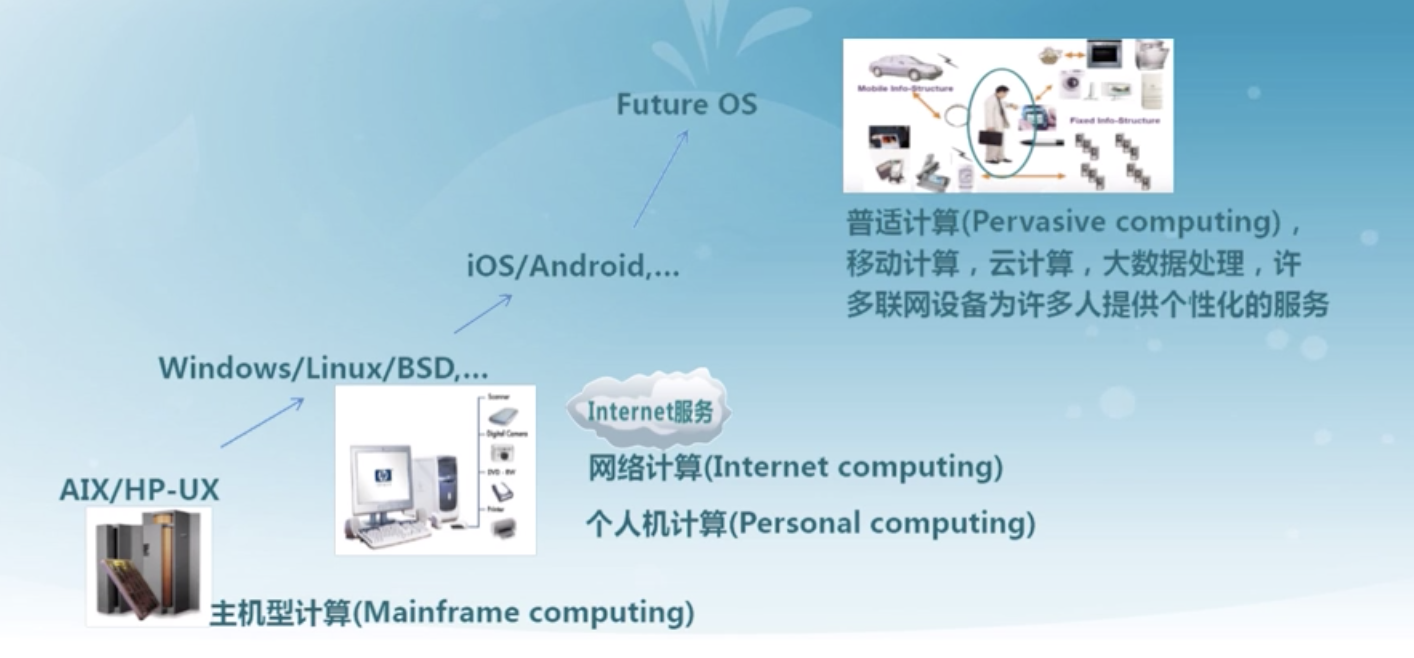 Future OS
Mobile Info-Structure
Fixed Info-Structure
普适计算(Pervasive computing)，
移动计算，云计算，大数据处理，许
多联网设备为许多人提供个性化的服务
iOS/Android,...
Windows/Linux/BSD,...
Scanner
Digital Camera
DVD - RW
Printer
Internet服务
网络计算(Internet computing)
个人机计算(Personal computing)
AIX/HP-UX
主机型计算(Mainframe computing)